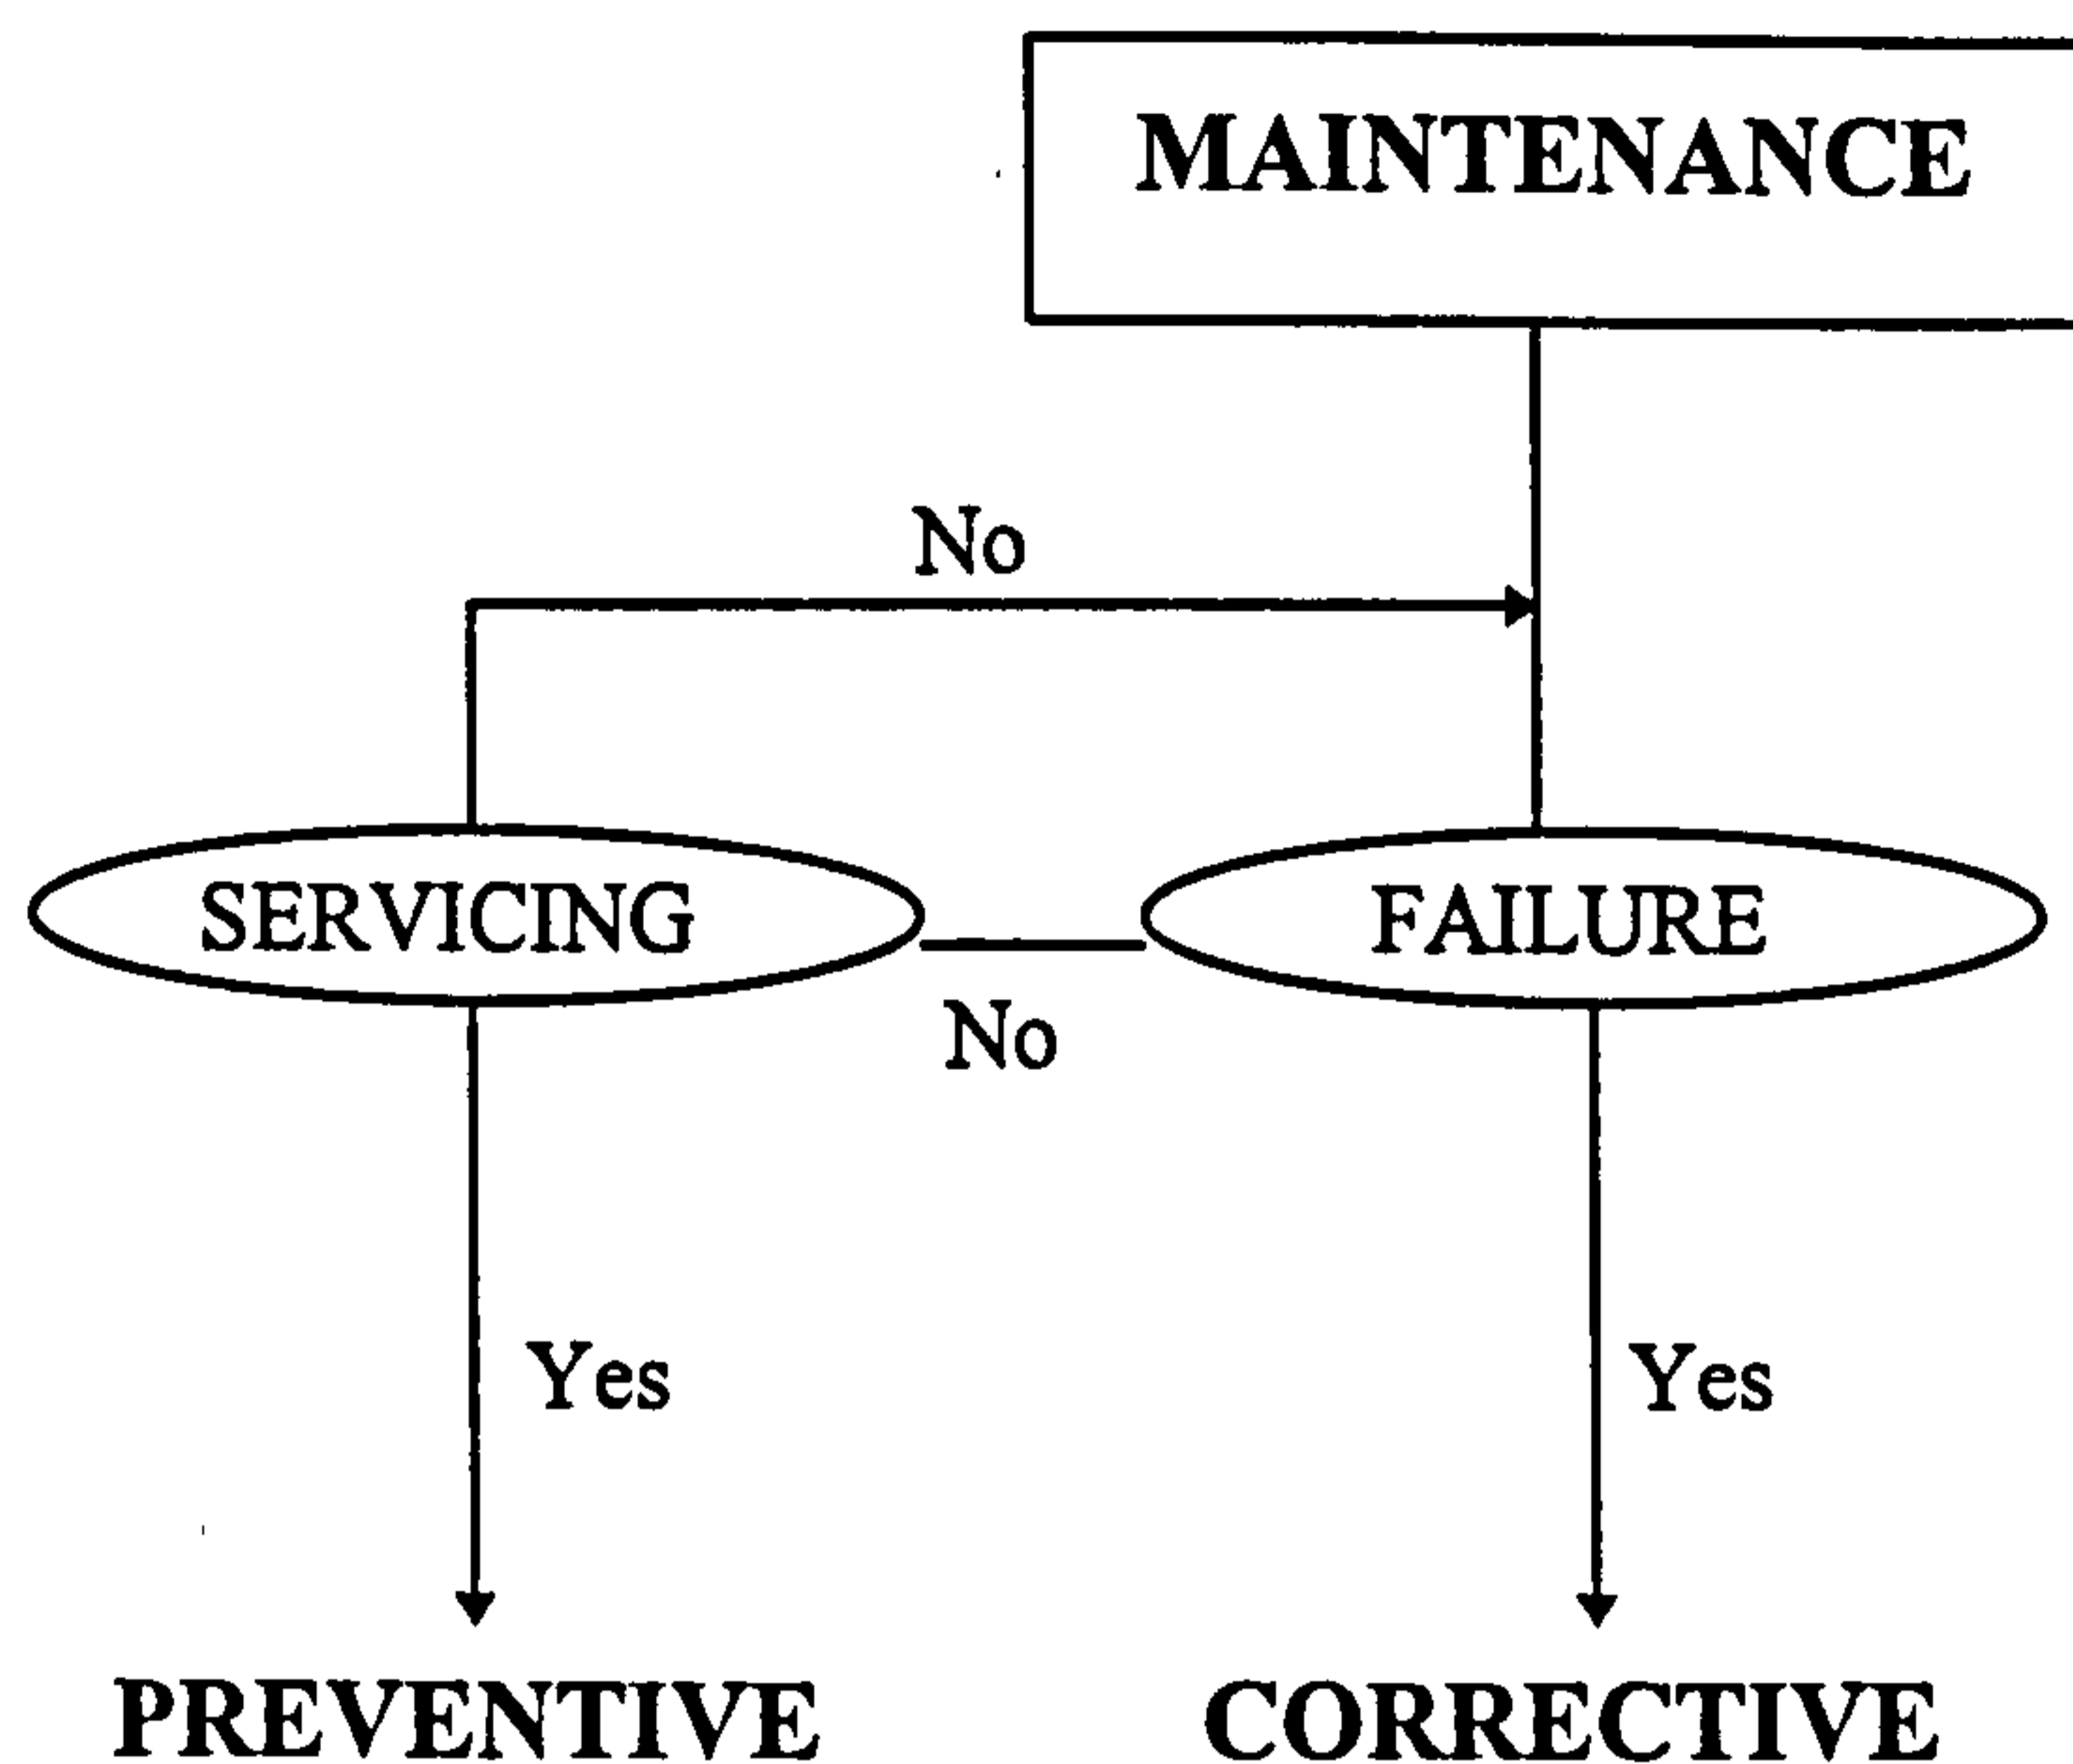 MAINTENANCE
No
SERVICING
FAILURE
No
Yes
Yes
PREVENTIVE
CORRECTIVE